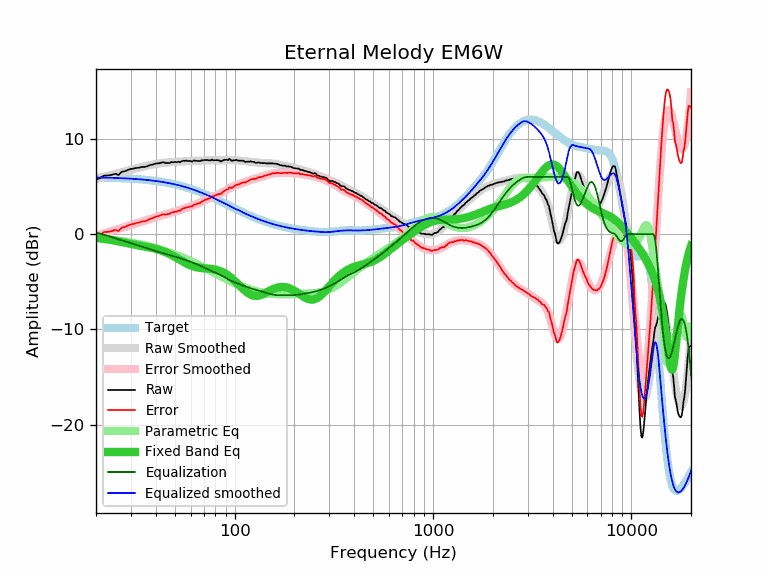 Eternal Melody EM6W
Amplitude (dBr)
10
0
−10
−20
Target
Raw Smoothed
Error Smoothed
Raw
Error
Parametric Eq
Fixed Band Eq
Equalization
Equalized smoothed
100 1000 10000
Frequency (Hz)